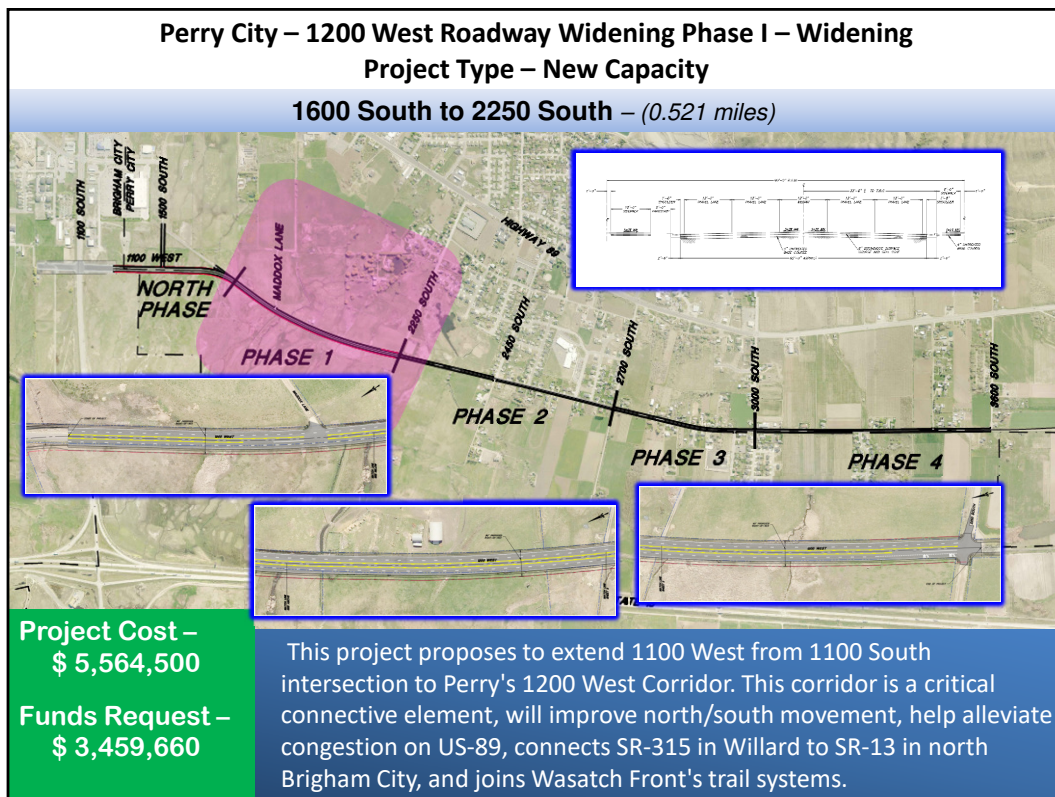 Perry City – 1200 West Roadway Widening Phase I – Widening
Project Type – New Capacity
1600 South to 2250 South – (0.521 miles)
1100 SOUTH
BRIGHAM CITY
PERRY CITY
1500 SOUTH
1100 WEST
NORTH
PHASE
MADDOX LANE
PHASE 1
2250 SOUTH
HIGHWAY 89
2450 SOUTH
PHASE 2
2700 SOUTH
PHASE 3
3000 SOUTH
PHASE 4
3600 SOUTH
Project Cost –
$ 5,564,500
Funds Request –
$ 3,459,660
This project proposes to extend 1100 West from 1100 South
intersection to Perry's 1200 West Corridor. This corridor is a critical
connective element, will improve north/south movement, help alleviate
congestion on US-89, connects SR-315 in Willard to SR-13 in north
Brigham City, and joins Wasatch Front's trail systems.